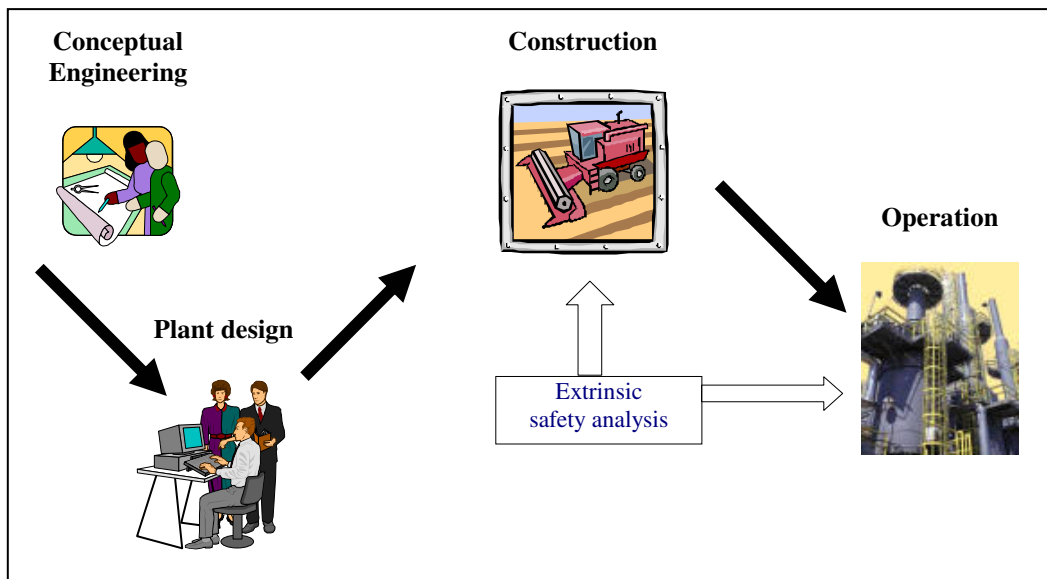 Conceptual
Engineering
Construction
Operation
Plant design
Extrinsic
safety analysis